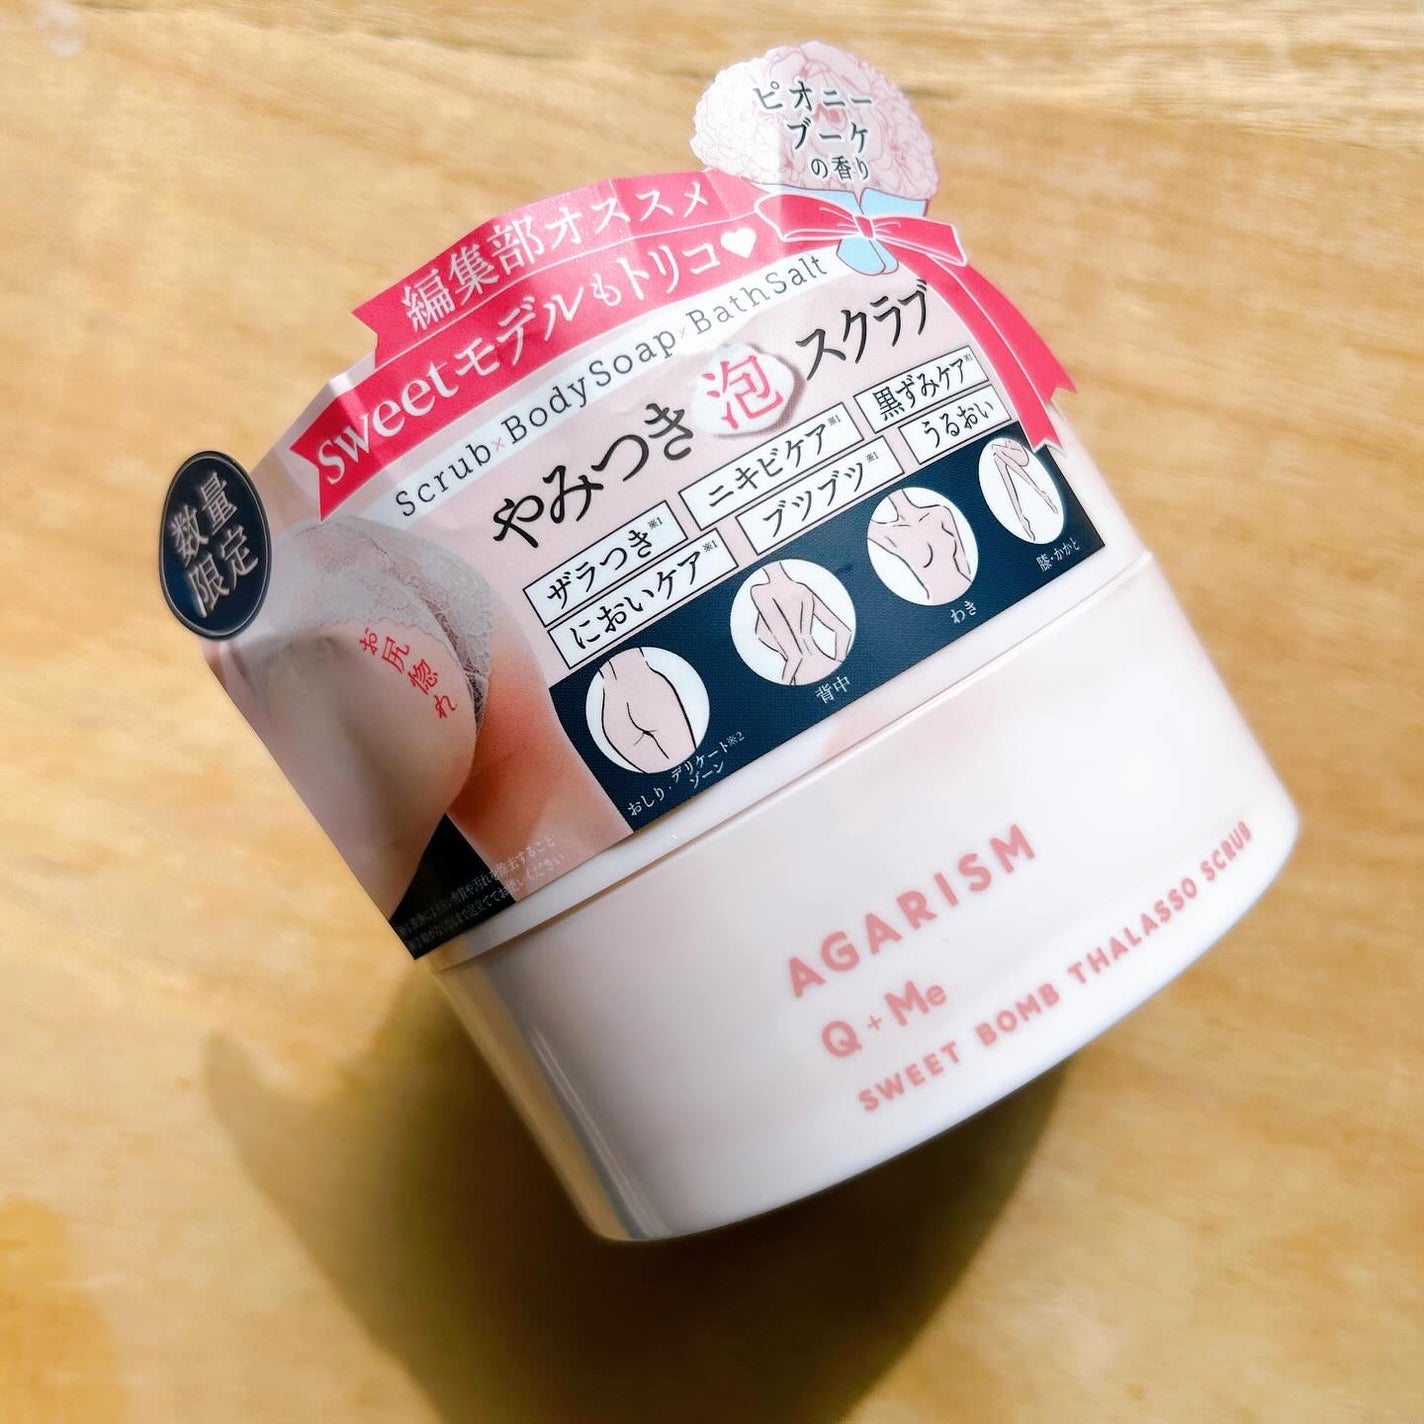 ピオニー
ブーケ
の香り
編集部オススメ
sweetモデルもトリコ♥
Scrub×BodySoap×BathSalt
やみつき泡スクラブ
数量
限定
ザラつき※1
ニキビケア※1
黒ずみケア※1
においケア※1
ブツブツ※1
うるおい
お尻惚れ
おしり・デリケート※2
ゾーン
背中
わき
膝・かかと
AGARISM
Q+Me
SWEET BOMB THALASSO SCRUB